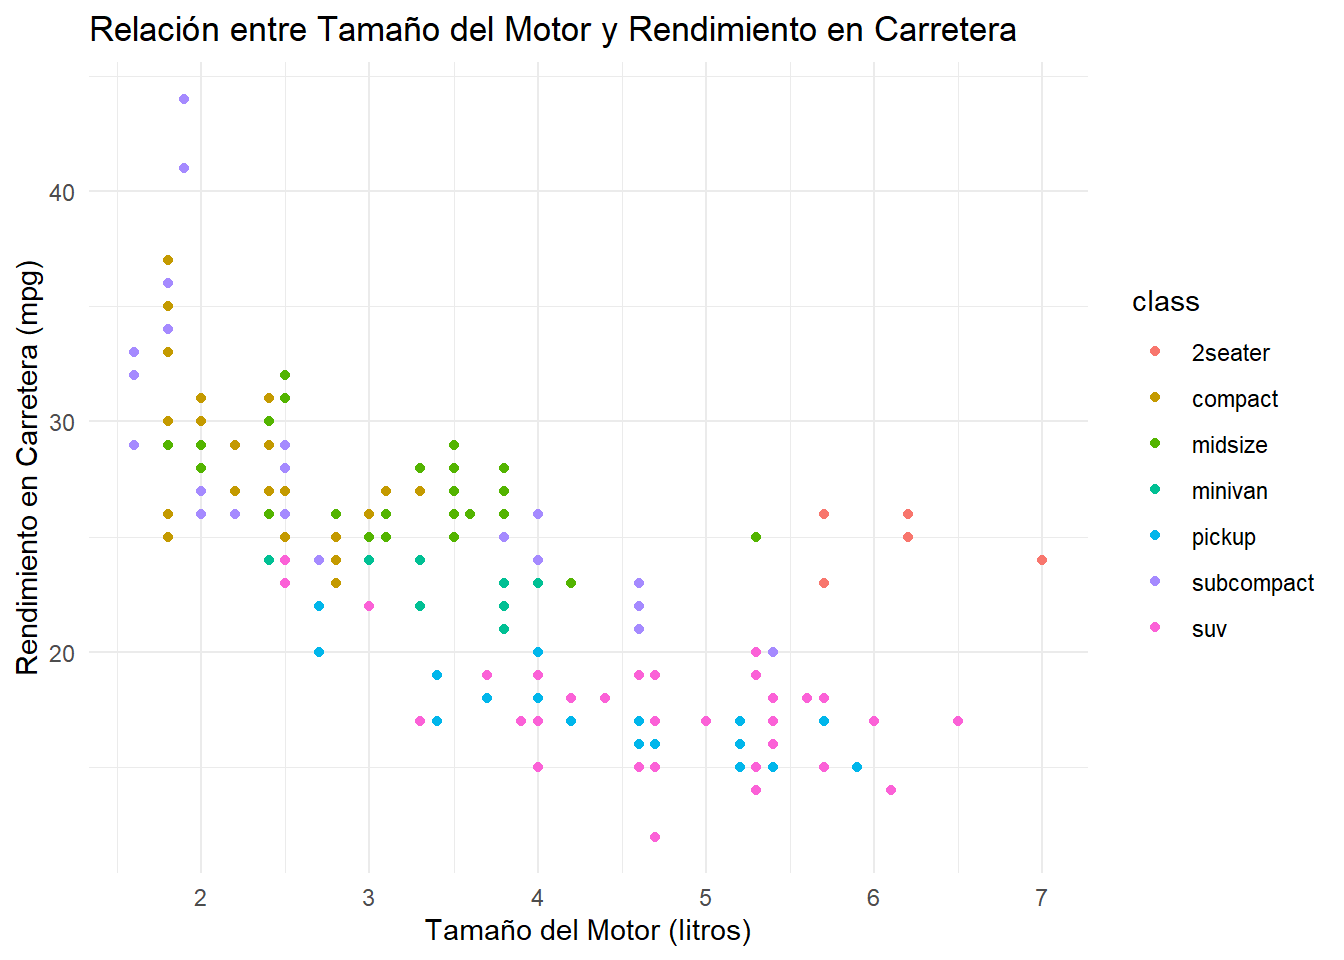 Relación entre Tamaño del Motor y Rendimiento en Carretera
Rendimiento en Carretera (mpg)
40
30
20
2 3 4 5 6 7
Tamaño del Motor (litros)
class
2seater
compact
midsize
minivan
pickup
subcompact
suv